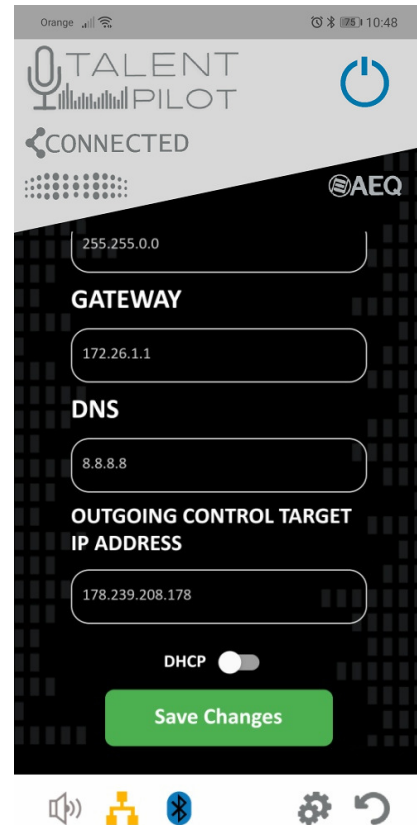 Orange
75 10:48
TALENT
PILOT
CONNECTED
AEQ
255.255.0.0
GATEWAY
172.26.1.1
DNS
8.8.8.8
OUTGOING CONTROL TARGET
IP ADDRESS
178.239.208.178
DHCP
Save Changes